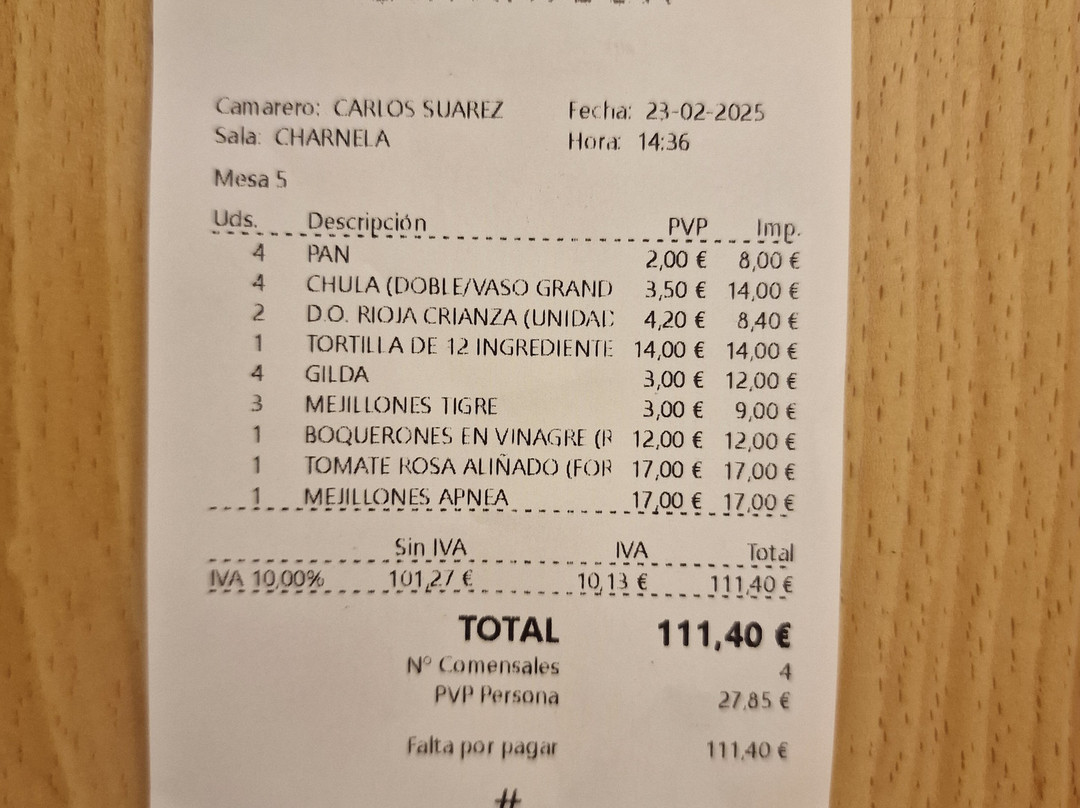 Camarero: CARLOS SUAREZ Fecha: 23-02-2025
Sala: CHARNELA Hora: 14:36
Mesa 5
Uds. Descripción PVP Imp.
4 PAN 2,00 € 8,00 €
4 CHULA (DOBLE/VASO GRAND 3,50 € 14,00 €
2 D.O. RIOJA CRIANZA (UNIDAD 4,20 € 8,40 €
1 TORTILLA DE 12 INGREDIENTE 14,00 € 14,00 €
4 GILDA 3,00 € 12,00 €
3 MEJILLONES TIGRE 3,00 € 9,00 €
1 BOQUERONES EN VINAGRE (R 12,00 € 12,00 €
1 TOMATE ROSA ALIÑADO (FOR 17,00 € 17,00 €
1 MEJILLONES APNEA 17,00 € 17,00 €
Sin IVA IVA Total
IVA 10,00% 101,27 € 10,13 € 111,40 €
TOTAL 111,40 €
Nº Comensales 4
PVP Persona 27,85 €
Falta por pagar 111,40 €
#